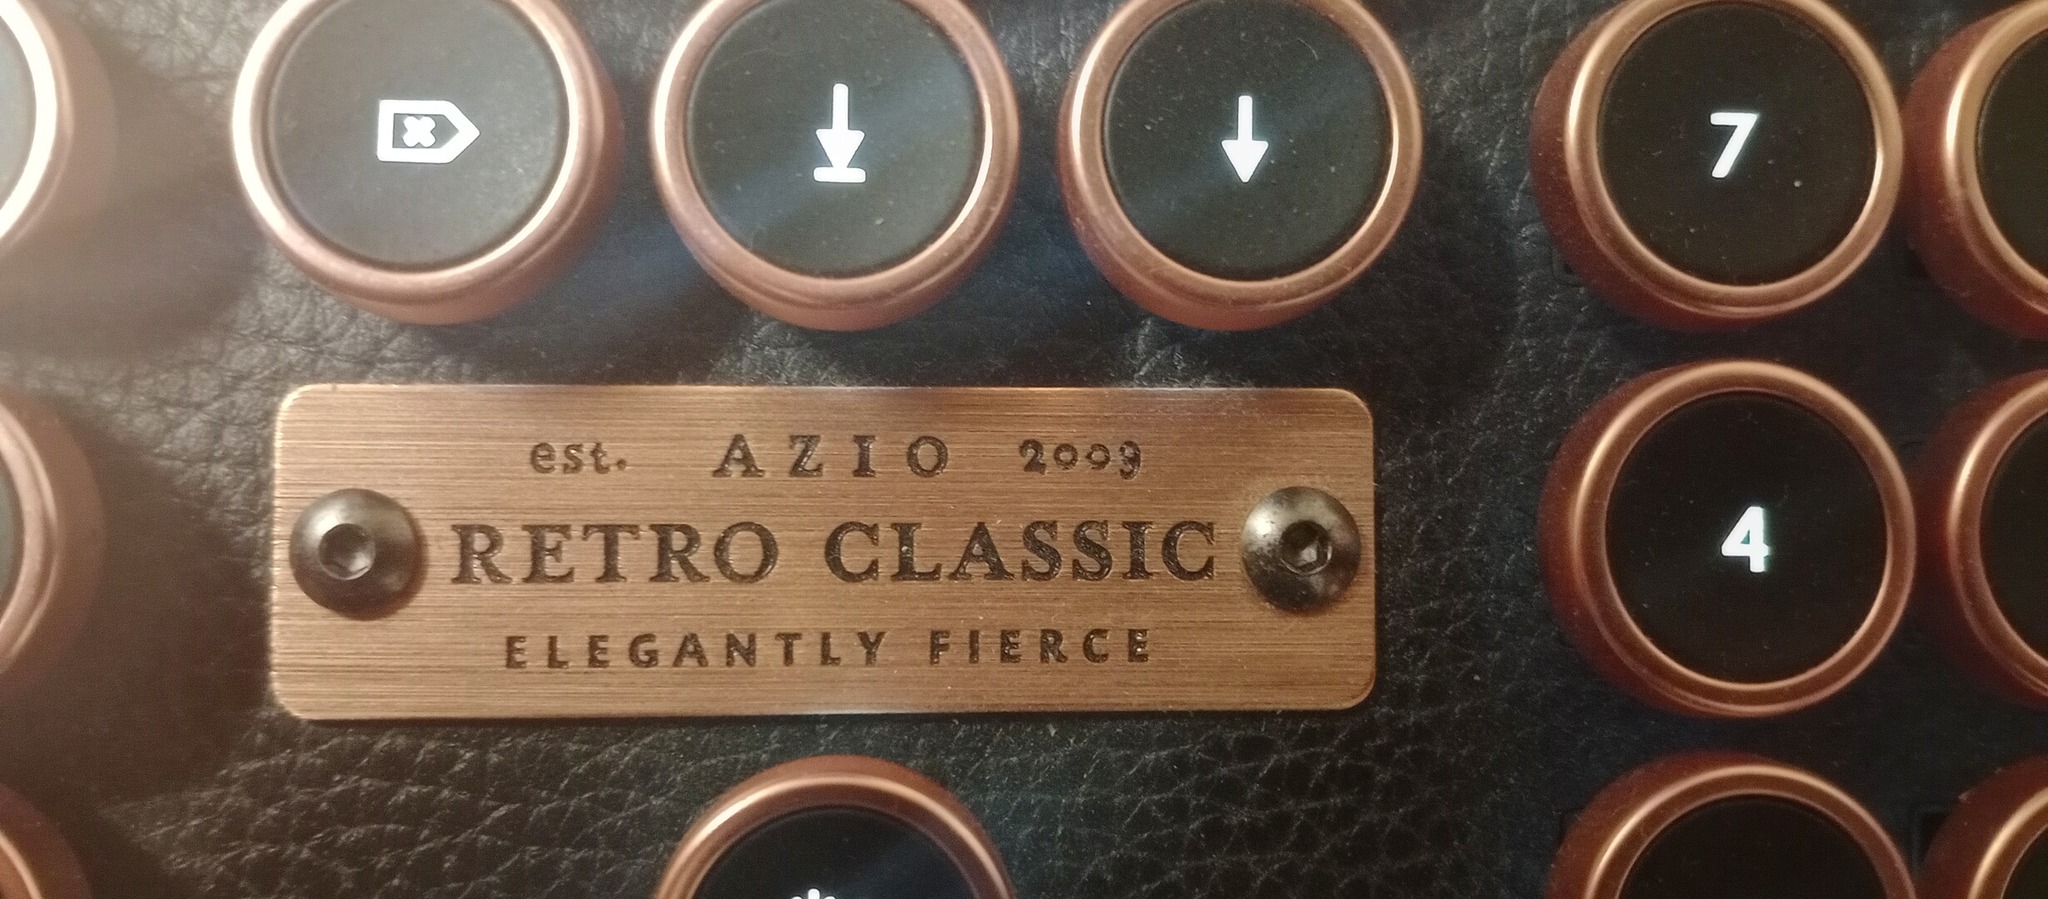 7
est. AZIO 2009
RETRO CLASSIC
4
ELEGANTLY FIERCE